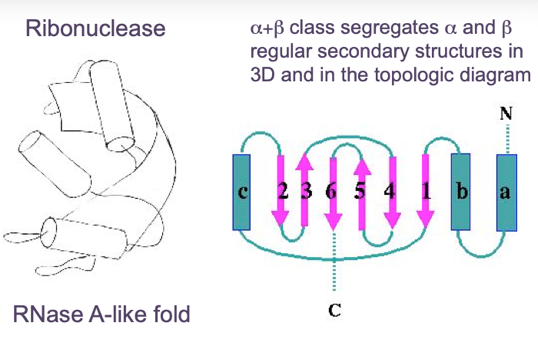 Ribonuclease
α+β class segregates α and β
regular secondary structures in
3D and in the topologic diagram
N
c 2 3 6 5 4 1 b a
C
RNase A-like fold